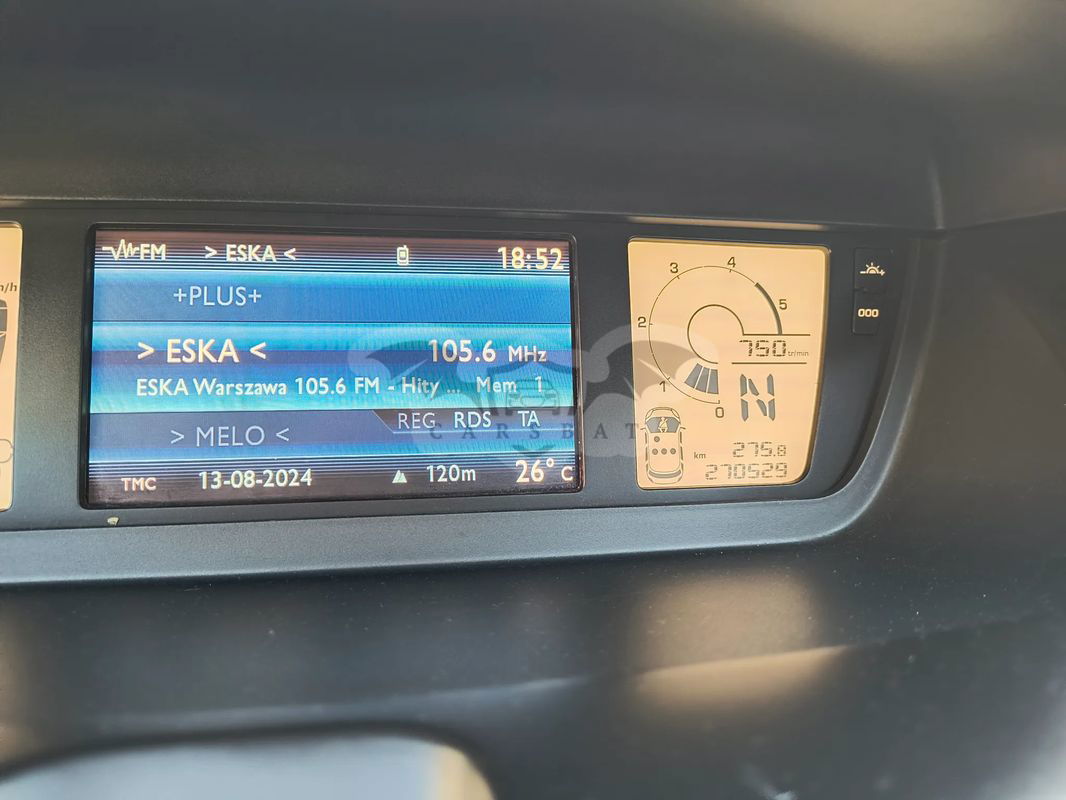 FM > ESKA < 18:52
+PLUS+
> ESKA < 105.6 MHz
ESKA Warszawa 105.6 FM - Hity ... Mem 1
REG RDS TA
> MELO <
TMC 13-08-2024 120m 26° C
CARSBAT
0 1 2 3 4 5
750 tr/min
N
km 275.8
270529
000